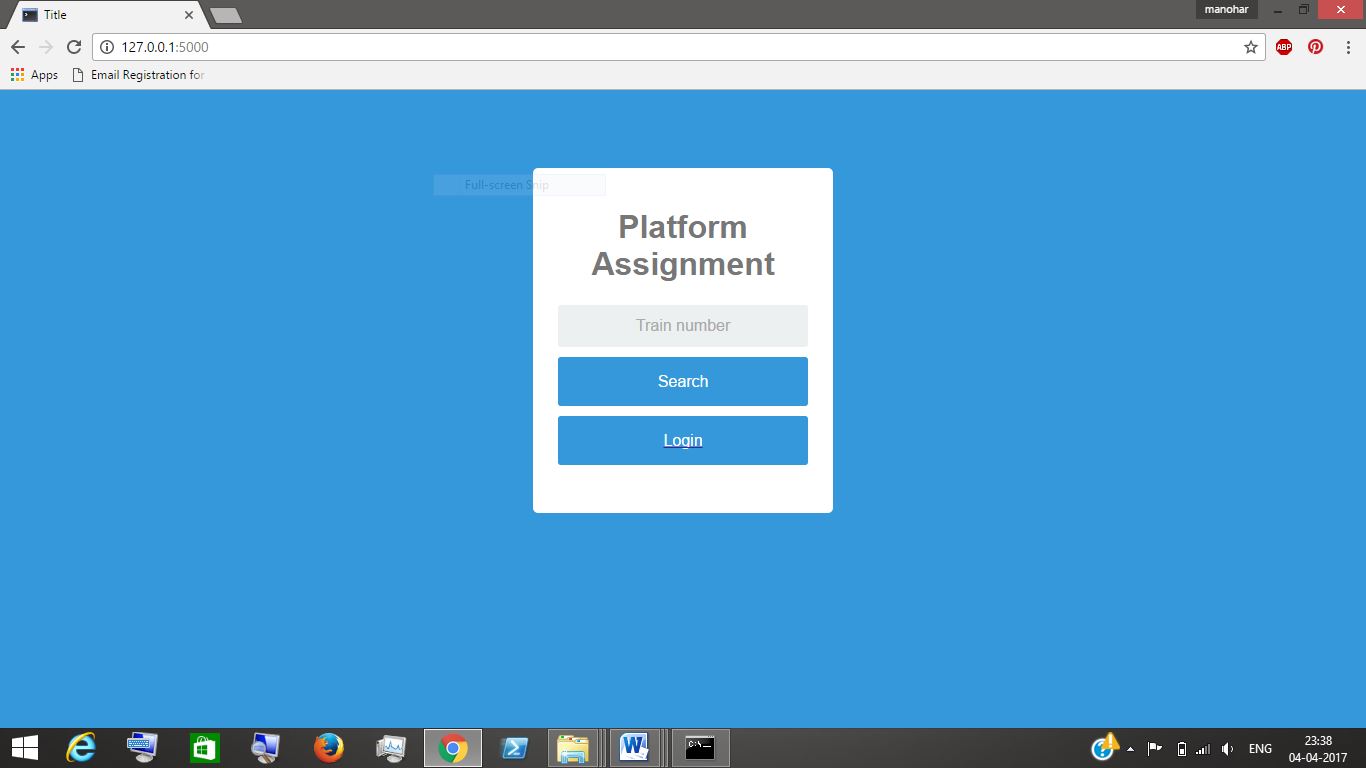 Title
manohar
127.0.0.1:5000
ABP
Apps
Email Registration for
Full-screen Snip
Platform
Assignment
Train number
Search
Login
C:\_
ENG
23:38
04-04-2017